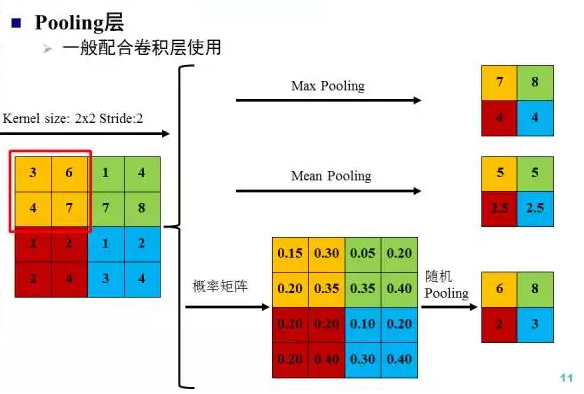 Pooling层
一般配合卷积层使用
Kernel size: 2x2 Stride:2
3 6 1 4
4 7 7 8
2 2 1 2
2 4 3 4
Max Pooling
7 8
4 4
Mean Pooling
5 5
2.5 2.5
概率矩阵
0.15 0.30 0.05 0.20
0.20 0.35 0.35 0.40
0.20 0.20 0.10 0.20
0.20 0.40 0.30 0.40
随机
Pooling
6 8
2 3
11